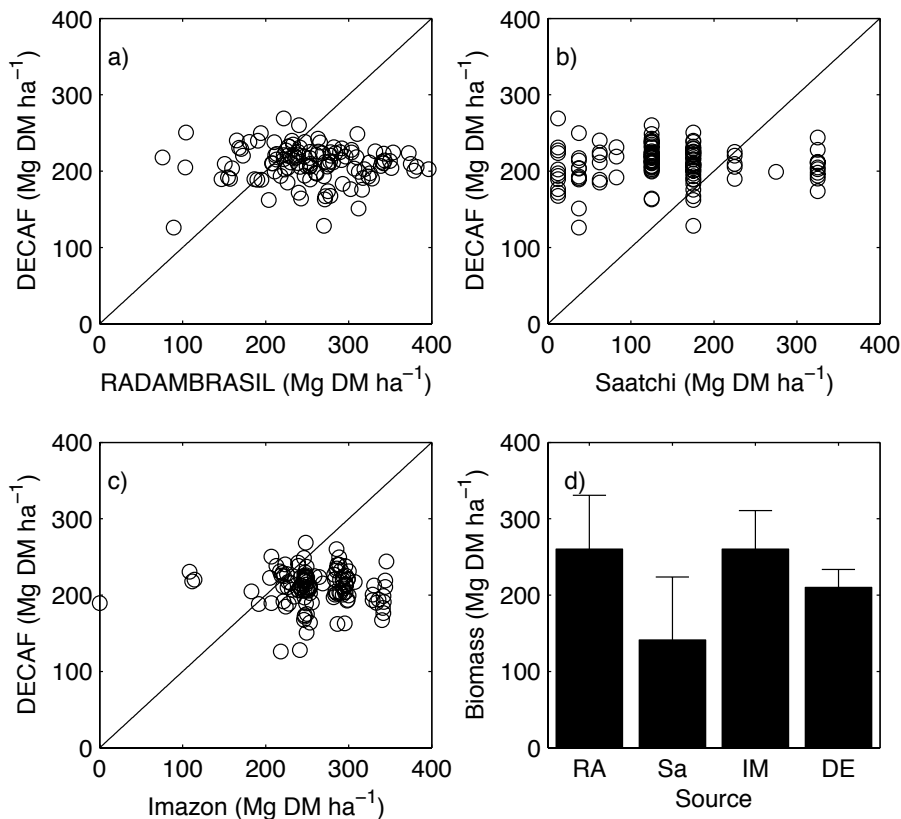 400
300
200
100
0
DECAF (Mg DM ha⁻¹)
a)
0 100 200 300 400
RADAMBRASIL (Mg DM ha⁻¹)
400
300
200
100
0
DECAF (Mg DM ha⁻¹)
b)
0 100 200 300 400
Saatchi (Mg DM ha⁻¹)
400
300
200
100
0
DECAF (Mg DM ha⁻¹)
c)
0 100 200 300 400
Imazon (Mg DM ha⁻¹)
400
300
200
100
0
Biomass (Mg DM ha⁻¹)
d)
RA Sa IM DE
Source